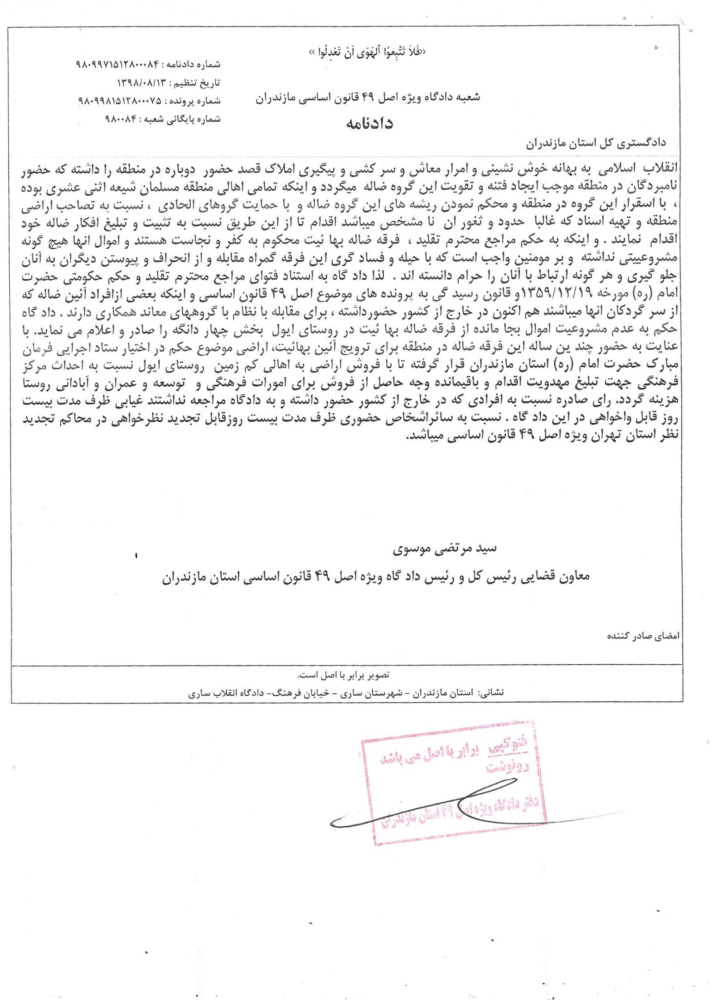 «فَلاَ تَتَّبِعوُا اَلهَوَى اَنْ تَعْدِلُوا »
شماره دادنامه : ۹۸۰۹۹۷۱۵۱۲۸۰۰۰۸۴
تاریخ تنظیم : ۱۳۹۸/۰۸/۱۳
شماره پرونده : ۹۸۰۹۹۸۱۵۱۲۸۰۰۰۷۵
شماره بایگانی شعبه : ۹۸۰۰۸۴
شعبه دادگاه ویژه اصل ۴۹ قانون اساسی مازندران
دادنامه
دادگستری کل استان مازندران
انقلاب اسلامی به بهانه خوش نشینی و امرار معاش و سر کشی و پیگیری املاک قصد حضور دوباره در منطقه را داشته که حضور
نامبردگان در منطقه موجب ایجاد فتنه و تقویت این گروه ضاله میگردد و اینکه تمامی اهالی منطقه مسلمان شیعه اثنی عشری بوده
، با اسقرار این گروه در منطقه و محکم نمودن ریشه های این گروه ضاله و با حمایت گروهای الحادی ، نسبت به تصاحب اراضی
منطقه و تهیه اسناد که غالبا حدود و ثغور ان نا مشخص میباشد اقدام تا از این طریق نسبت به تثبیت و تبلیغ افکار ضاله خود
اقدام نمایند . و اینکه به حکم مراجع محترم تقلید ، فرقه ضاله بها ئیت محکوم به کفر و نجاست هستند و اموال انها هیچ گونه
مشروعییتی نداشته و بر مومنین واجب است که با حیله و فساد گری این فرقه گمراه مقابله و از انحراف و پیوستن دیگران به آنان
جلو گیری و هر گونه ارتباط با آنان را حرام دانسته اند . لذا داد گاه به استناد فتوای مراجع محترم تقلید و حکم حکومتی حضرت
امام (ره) مورخه ۱۳۵۹/۱۲/۱۹و قانون رسید گی به پرونده های موضوع اصل ۴۹ قانون اساسی و اینکه بعضی ازافراد آئین ضاله که
از سر گردکان انها میباشند هم اکنون در خارج از کشور حضورداشته ، برای مقابله با نظام با گروههای معاند همکاری دارند . داد گاه
حکم به عدم مشروعیت اموال بجا مانده از فرقه ضاله بها ئیت در روستای ایول بخش چهار دانگه را صادر و اعلام می نماید. با
عنایت به حضور چند ین ساله این فرقه ضاله در منطقه برای ترویج آئین بهائیت، اراضی موضوع حکم در اختیار ستاد اجرایی فرمان
مبارک حضرت امام (ره) استان مازندران قرار گرفته تا با فروش اراضی به اهالی کم زمین روستای ایول نسبت به احداث مرکز
فرهنگی جهت تبلیغ مهدویت اقدام و باقیمانده وجه حاصل از فروش برای امورات فرهنگی و توسعه و عمران و آبادانی روستا
هزینه گردد. رای صادره نسبت به افرادی که در خارج از کشور حضور داشته و به دادگاه مراجعه نداشتند غیابی ظرف مدت بیست
روز قابل واخواهی در این داد گاه . نسبت به سائراشخاص حضوری ظرف مدت بیست روزقابل تجدید نظرخواهی در محاکم تجدید
نظر استان تهران ویژه اصل ۴۹ قانون اساسی میباشد.
سید مرتضی موسوی
معاون قضایی رئیس کل و رئیس داد گاه ویژه اصل ۴۹ قانون اساسی استان مازندران
امضای صادر کننده
تصویر برابر با اصل است.
نشانی: استان مازندران - شهرستان ساری - خیابان فرهنگ- دادگاه انقلاب ساری
فتوکپی برابر با اصل می باشد
رونوشت
دفتر دادگاه ویژه اصل ۴۹ استان مازندران